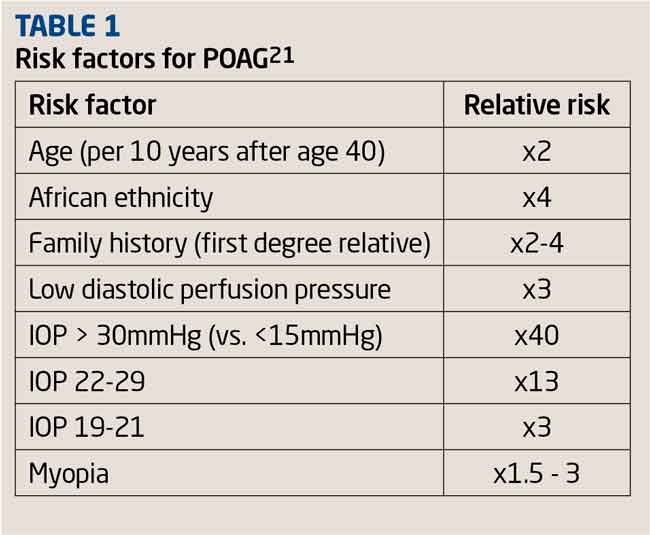 TABLE 1
Risk factors for POAG21
Risk factor Relative risk
Age (per 10 years after age 40) x2
African ethnicity x4
Family history (first degree relative) x2-4
Low diastolic perfusion pressure x3
IOP > 30mmHg (vs. <15mmHg) x40
IOP 22-29 x13
IOP 19-21 x3
Myopia x1.5 - 3